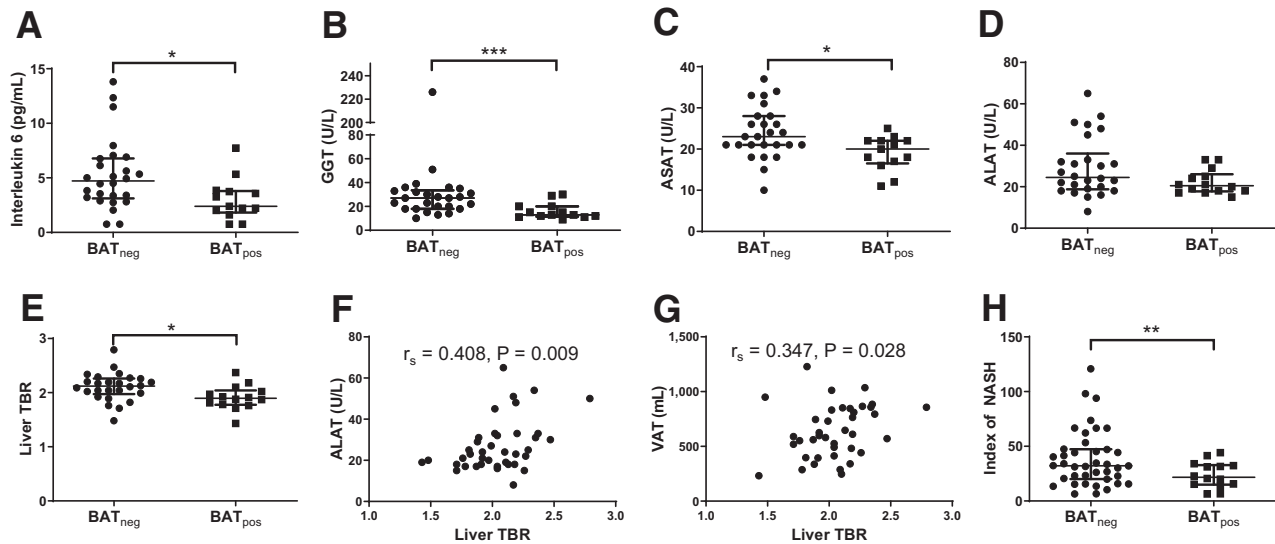 A
B
C
D
*
***
*
Interleukin 6 (pg/mL)
15
10
5
0
BATneg
BATpos
GGT (U/L)
240
220
200
80
60
40
20
0
BATneg
BATpos
ASAT (U/L)
40
30
20
10
0
BATneg
BATpos
ALAT (U/L)
80
60
40
20
0
BATneg
BATpos
E
F
G
H
*
Liver TBR
3
2
1
0
BATneg
BATpos
rs = 0.408, P = 0.009
ALAT (U/L)
80
60
40
20
0
1.0
1.5
2.0
2.5
3.0
Liver TBR
rs = 0.347, P = 0.028
VAT (mL)
1,500
1,000
500
0
1.0
1.5
2.0
2.5
3.0
Liver TBR
**
Index of NASH
150
100
50
0
BATneg
BATpos